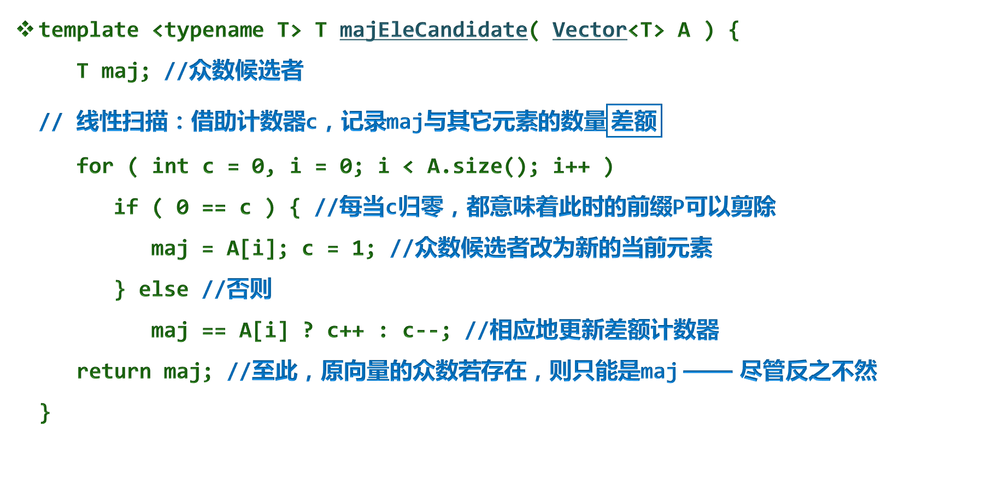 ❖template <typename T> T majEleCandidate( Vector<T> A ) {
T maj; //众数候选者
// 线性扫描：借助计数器c，记录maj与其它元素的数量差额
for ( int c = 0, i = 0; i < A.size(); i++ )
if ( 0 == c ) { //每当c归零，都意味着此时的前缀P可以剪除
maj = A[i]; c = 1; //众数候选者改为新的当前元素
} else //否则
maj == A[i] ? c++ : c--; //相应地更新差额计数器
return maj; //至此，原向量的众数若存在，则只能是maj —— 尽管反之不然
}